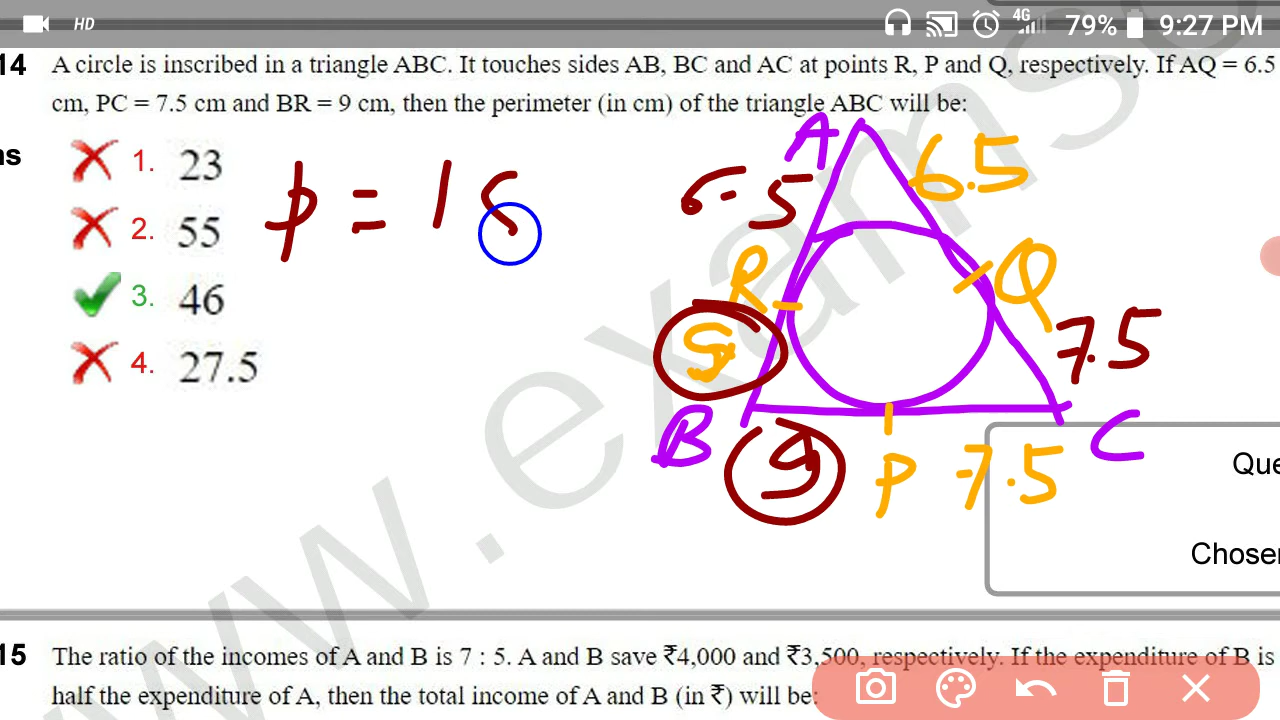 HD 4G 79% 9:27 PM
14 A circle is inscribed in a triangle ABC. It touches sides AB, BC and AC at points R, P and Q, respectively. If AQ = 6.5
cm, PC = 7.5 cm and BR = 9 cm, then the perimeter (in cm) of the triangle ABC will be:
ns
1. 23
2. 55
3. 46
4. 27.5
p = 18
A
6.5
6.5
R
Q
9
7.5
B
9
P
7.5
C
Que
Chosen
www.exams
15 The ratio of the incomes of A and B is 7 : 5. A and B save ₹4,000 and ₹3,500, respectively. If the expenditure of B is
half the expenditure of A, then the total income of A and B (in ₹) will be: